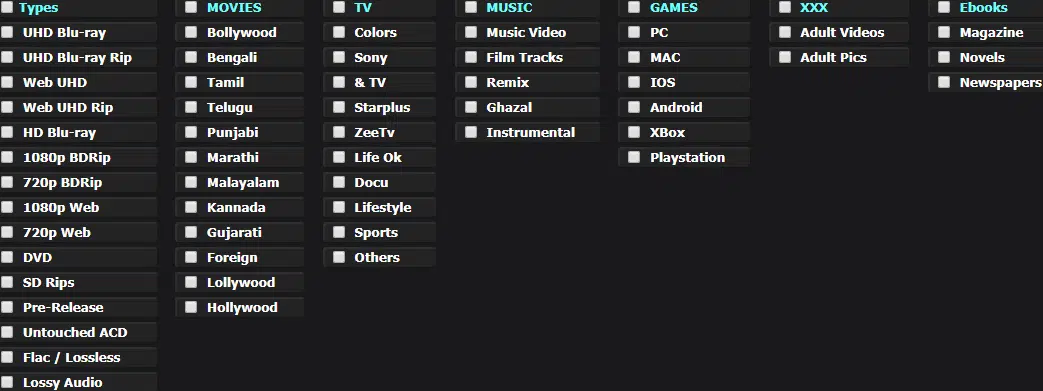 Types
UHD Blu-ray
UHD Blu-ray Rip
Web UHD
Web UHD Rip
HD Blu-ray
1080p BDRip
720p BDRip
1080p Web
720p Web
DVD
SD Rips
Pre-Release
Untouched ACD
Flac / Lossless
Lossy Audio
MOVIES
Bollywood
Bengali
Tamil
Telugu
Punjabi
Marathi
Malayalam
Kannada
Gujarati
Foreign
Lollywood
Hollywood
TV
Colors
Sony
& TV
Starplus
ZeeTv
Life Ok
Docu
Lifestyle
Sports
Others
MUSIC
Music Video
Film Tracks
Remix
Ghazal
Instrumental
GAMES
PC
MAC
IOS
Android
XBox
Playstation
XXX
Adult Videos
Adult Pics
Ebooks
Magazine
Novels
Newspapers